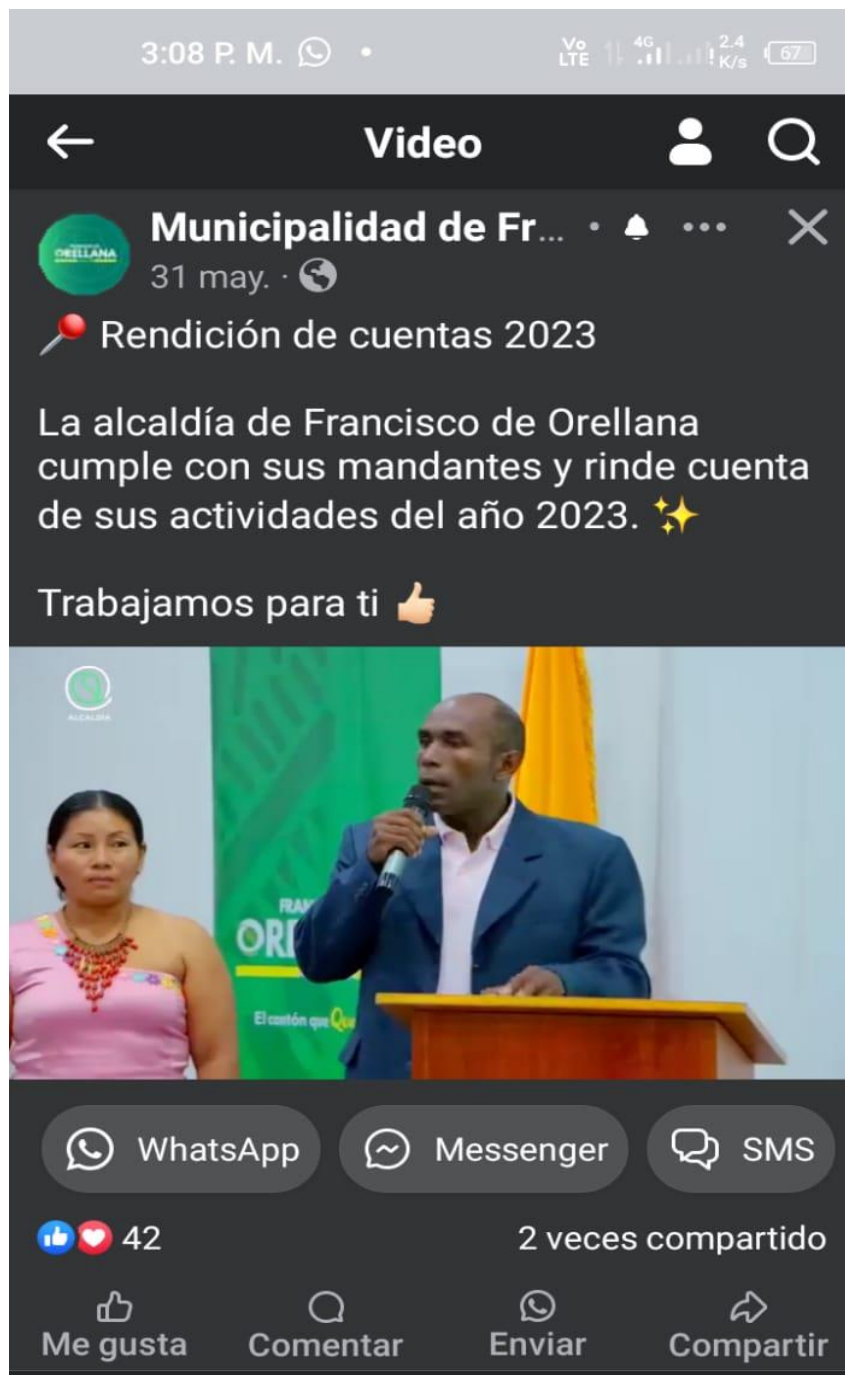 3:08 P. M.
Vo LTE 4G 2.4 K/s 67
Video
Municipalidad de Fr...
ORELLANA
31 may.
Rendición de cuentas 2023
La alcaldía de Francisco de Orellana
cumple con sus mandantes y rinde cuenta
de sus actividades del año 2023.
Trabajamos para ti
ALCALDÍA
FRAN
ORE
El cantón que
WhatsApp
Messenger
SMS
42
2 veces compartido
Me gusta
Comentar
Enviar
Compartir